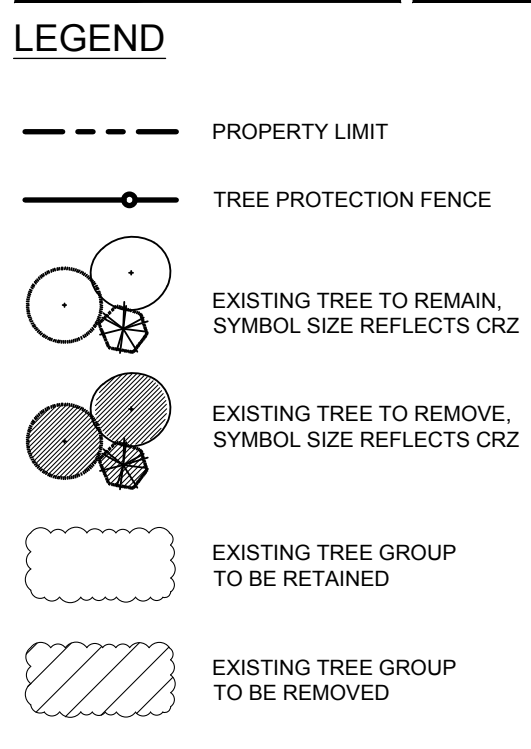 LEGEND
PROPERTY LIMIT
TREE PROTECTION FENCE
EXISTING TREE TO REMAIN,
SYMBOL SIZE REFLECTS CRZ
EXISTING TREE TO REMOVE,
SYMBOL SIZE REFLECTS CRZ
EXISTING TREE GROUP
TO BE RETAINED
EXISTING TREE GROUP
TO BE REMOVED